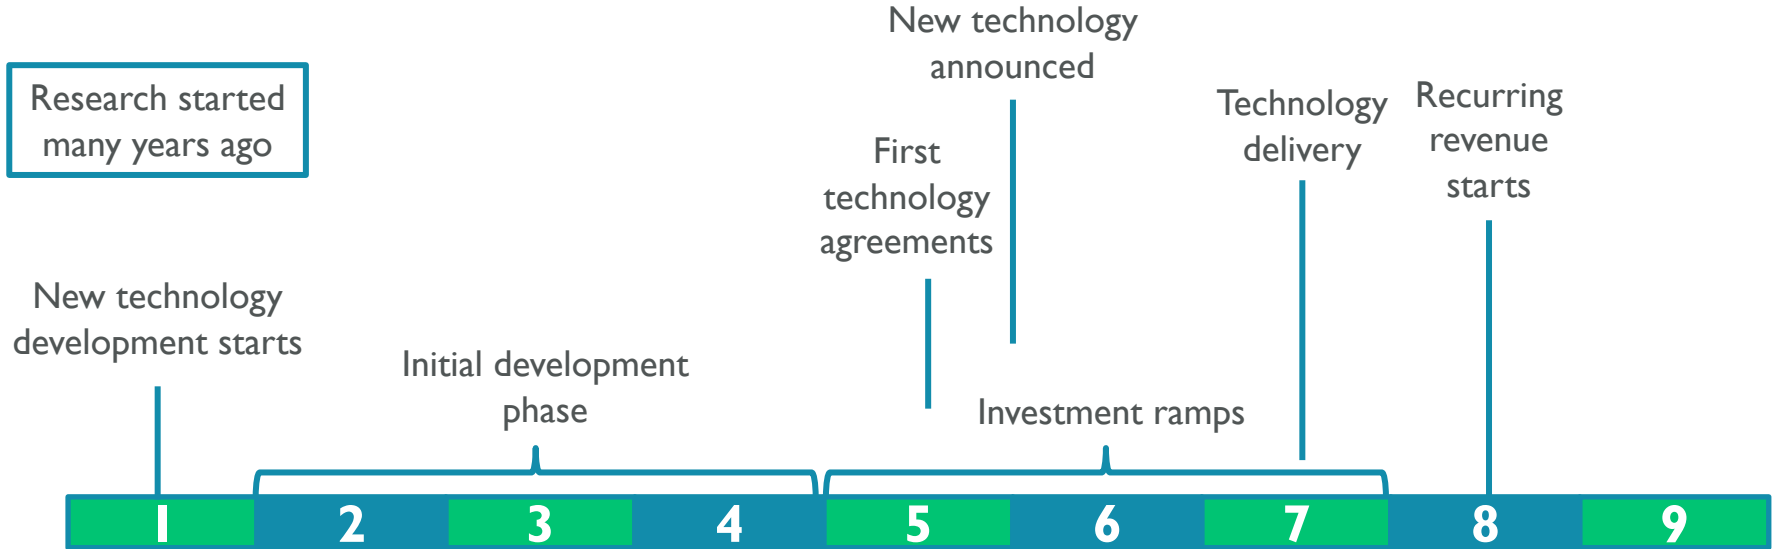 New technology
announced
Research started
many years ago
Technology
delivery
Recurring
revenue
starts
First
technology
agreements
New technology
development starts
Initial development
phase
Investment ramps
1 2 3 4 5 6 7 8 9